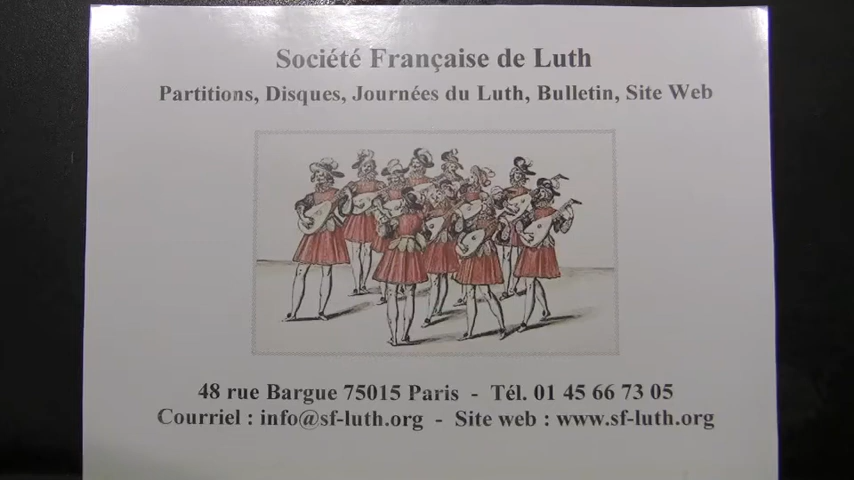 Société Française de Luth
Partitions, Disques, Journées du Luth, Bulletin, Site Web
48 rue Bargue 75015 Paris - Tél. 01 45 66 73 05
Courriel : info@sf-luth.org - Site web : www.sf-luth.org